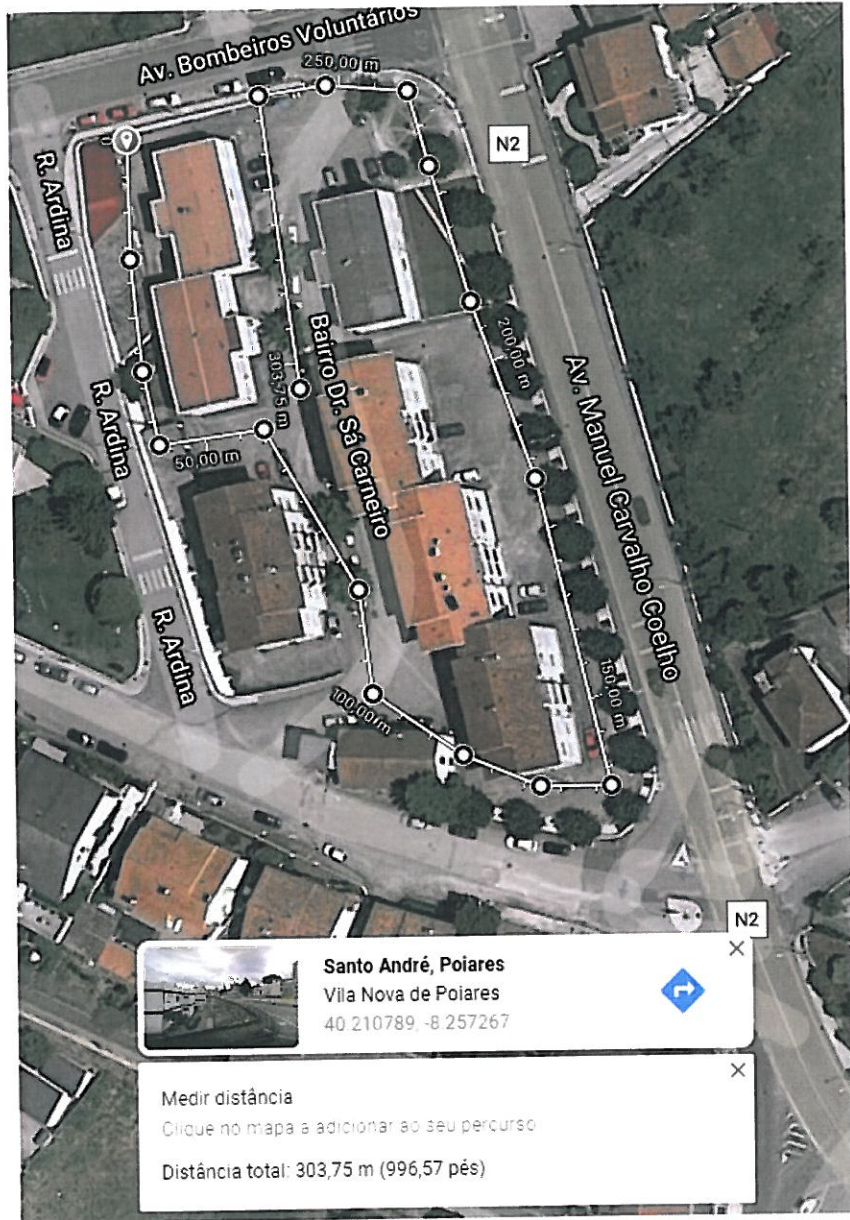 Av. Bombeiros Voluntários
250,00 m
N2
R. Ardina
200,00 m
Bairro Dr. Sá Carneiro
303,75 m
Av. Manuel Carvalho Coelho
R. Ardina
50,00 m
R. Ardina
150,00 m
100,00 m
N2
Santo André, Poiares
Vila Nova de Poiares
40.210789, -8.257267
Medir distância
Clique no mapa a adicionar ao seu percurso
Distância total: 303,75 m (996,57 pés)